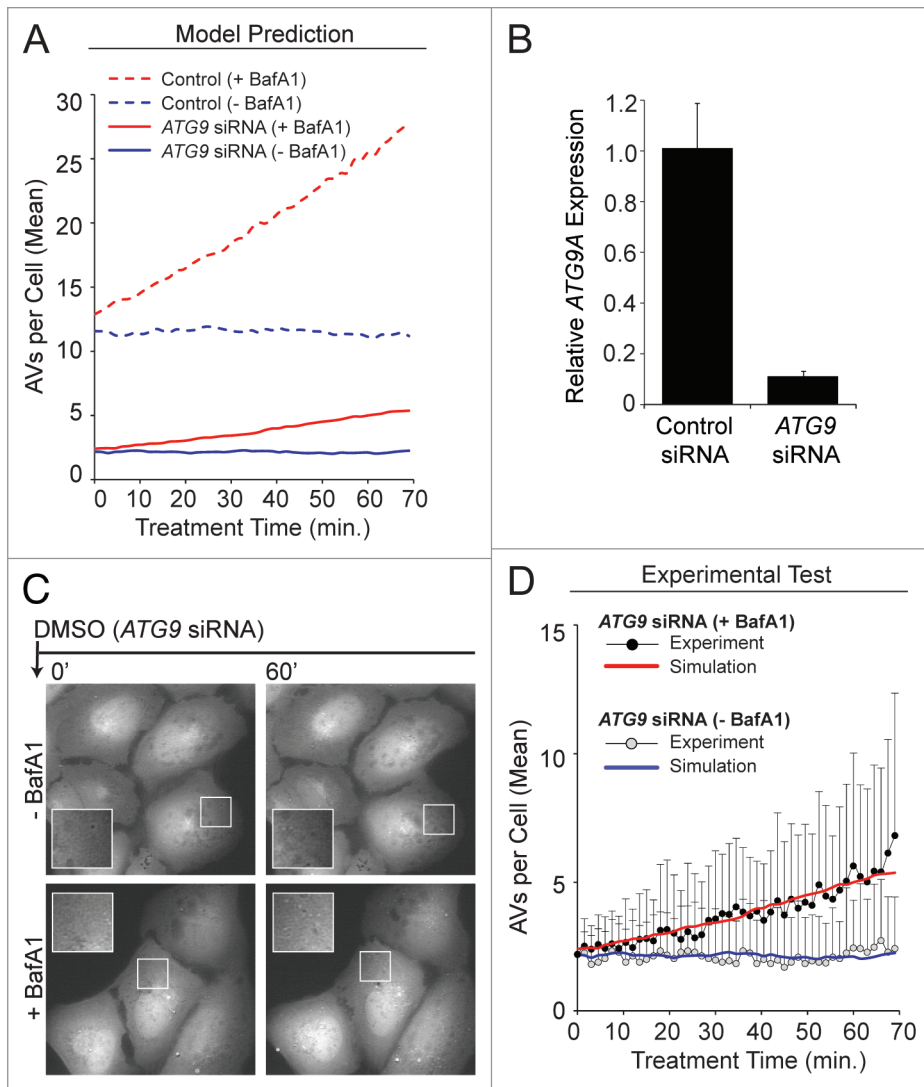 A
Model Prediction
Control (+ BafA1)
Control (- BafA1)
ATG9 siRNA (+ BafA1)
ATG9 siRNA (- BafA1)
AVs per Cell (Mean)
30
25
20
15
10
5
0
0 10 20 30 40 50 60 70
Treatment Time (min.)
B
Relative ATG9A Expression
1.2
1.0
0.8
0.6
0.4
0.2
0
Control siRNA
ATG9 siRNA
C
DMSO (ATG9 siRNA)
0' 60'
- BafA1
+ BafA1
D
Experimental Test
ATG9 siRNA (+ BafA1)
Experiment
Simulation
ATG9 siRNA (- BafA1)
Experiment
Simulation
AVs per Cell (Mean)
15
10
5
0
0 10 20 30 40 50 60 70
Treatment Time (min.)